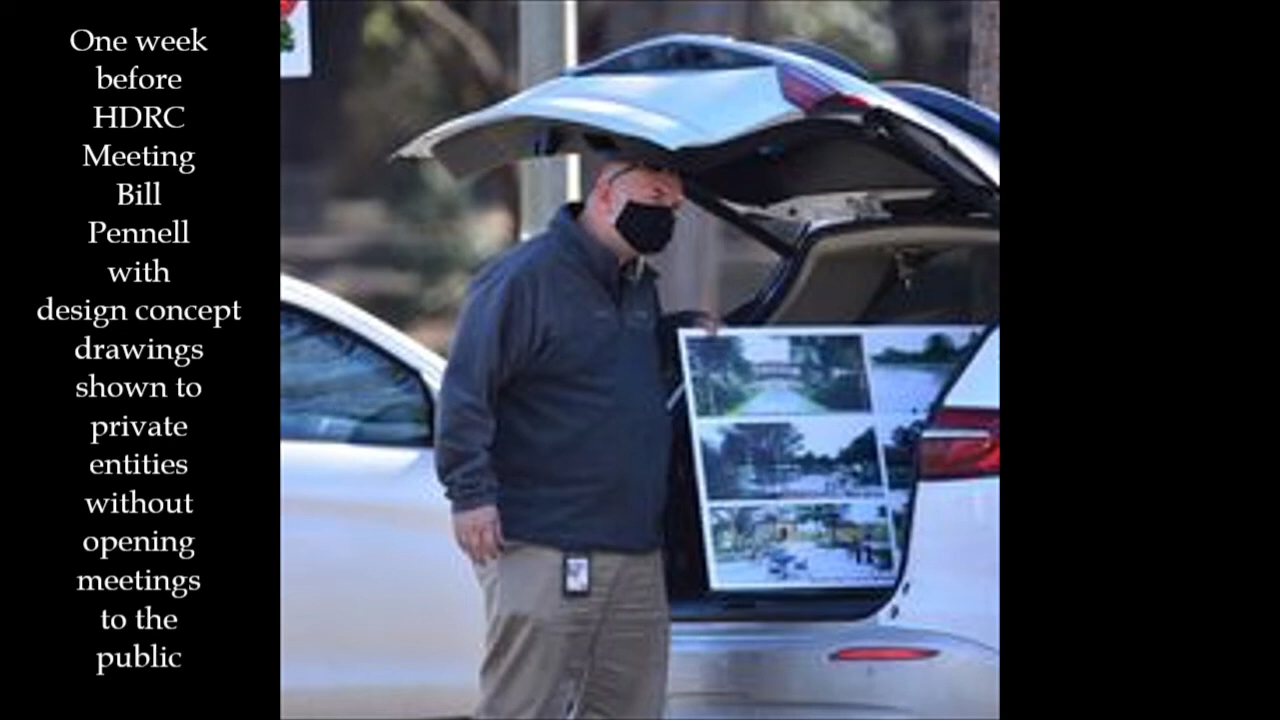 One week
before
HDRC
Meeting
Bill
Pennell
with
design concept
drawings
shown to
private
entities
without
opening
meetings
to the
public